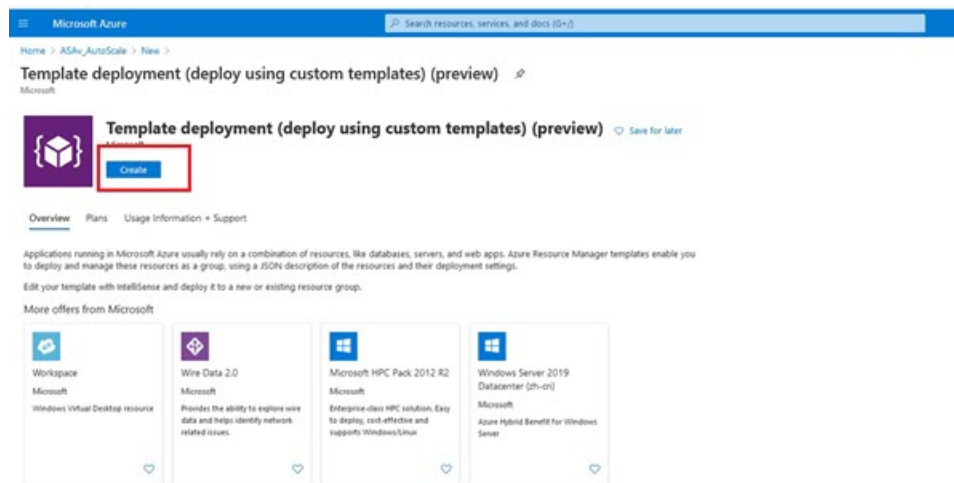 Microsoft Azure
Search resources, services, and docs (G+/)
Home > ASAv_AutoScale > New >
Template deployment (deploy using custom templates) (preview)
Microsoft
Template deployment (deploy using custom templates) (preview)
Save for later
Microsoft
Create
Overview Plans Usage Information + Support
Applications running in Microsoft Azure usually rely on a combination of resources, like databases, servers, and web apps. Azure Resource Manager templates enable you
to deploy and manage these resources as a group, using a JSON description of the resources and their deployment settings.
Edit your template with IntelliSense and deploy it to a new or existing resource group.
More offers from Microsoft
Workspace
Microsoft
Windows Virtual Desktop resource
Wire Data 2.0
Microsoft
Provides the ability to explore wire
data and helps identify network
related issues.
Microsoft HPC Pack 2012 R2
Microsoft
Enterprise-class HPC solution. Easy
to deploy, cost-effective and
supports Windows/Linux
Windows Server 2019
Datacenter (zh-cn)
Microsoft
Azure Hybrid Benefit for Windows
Server